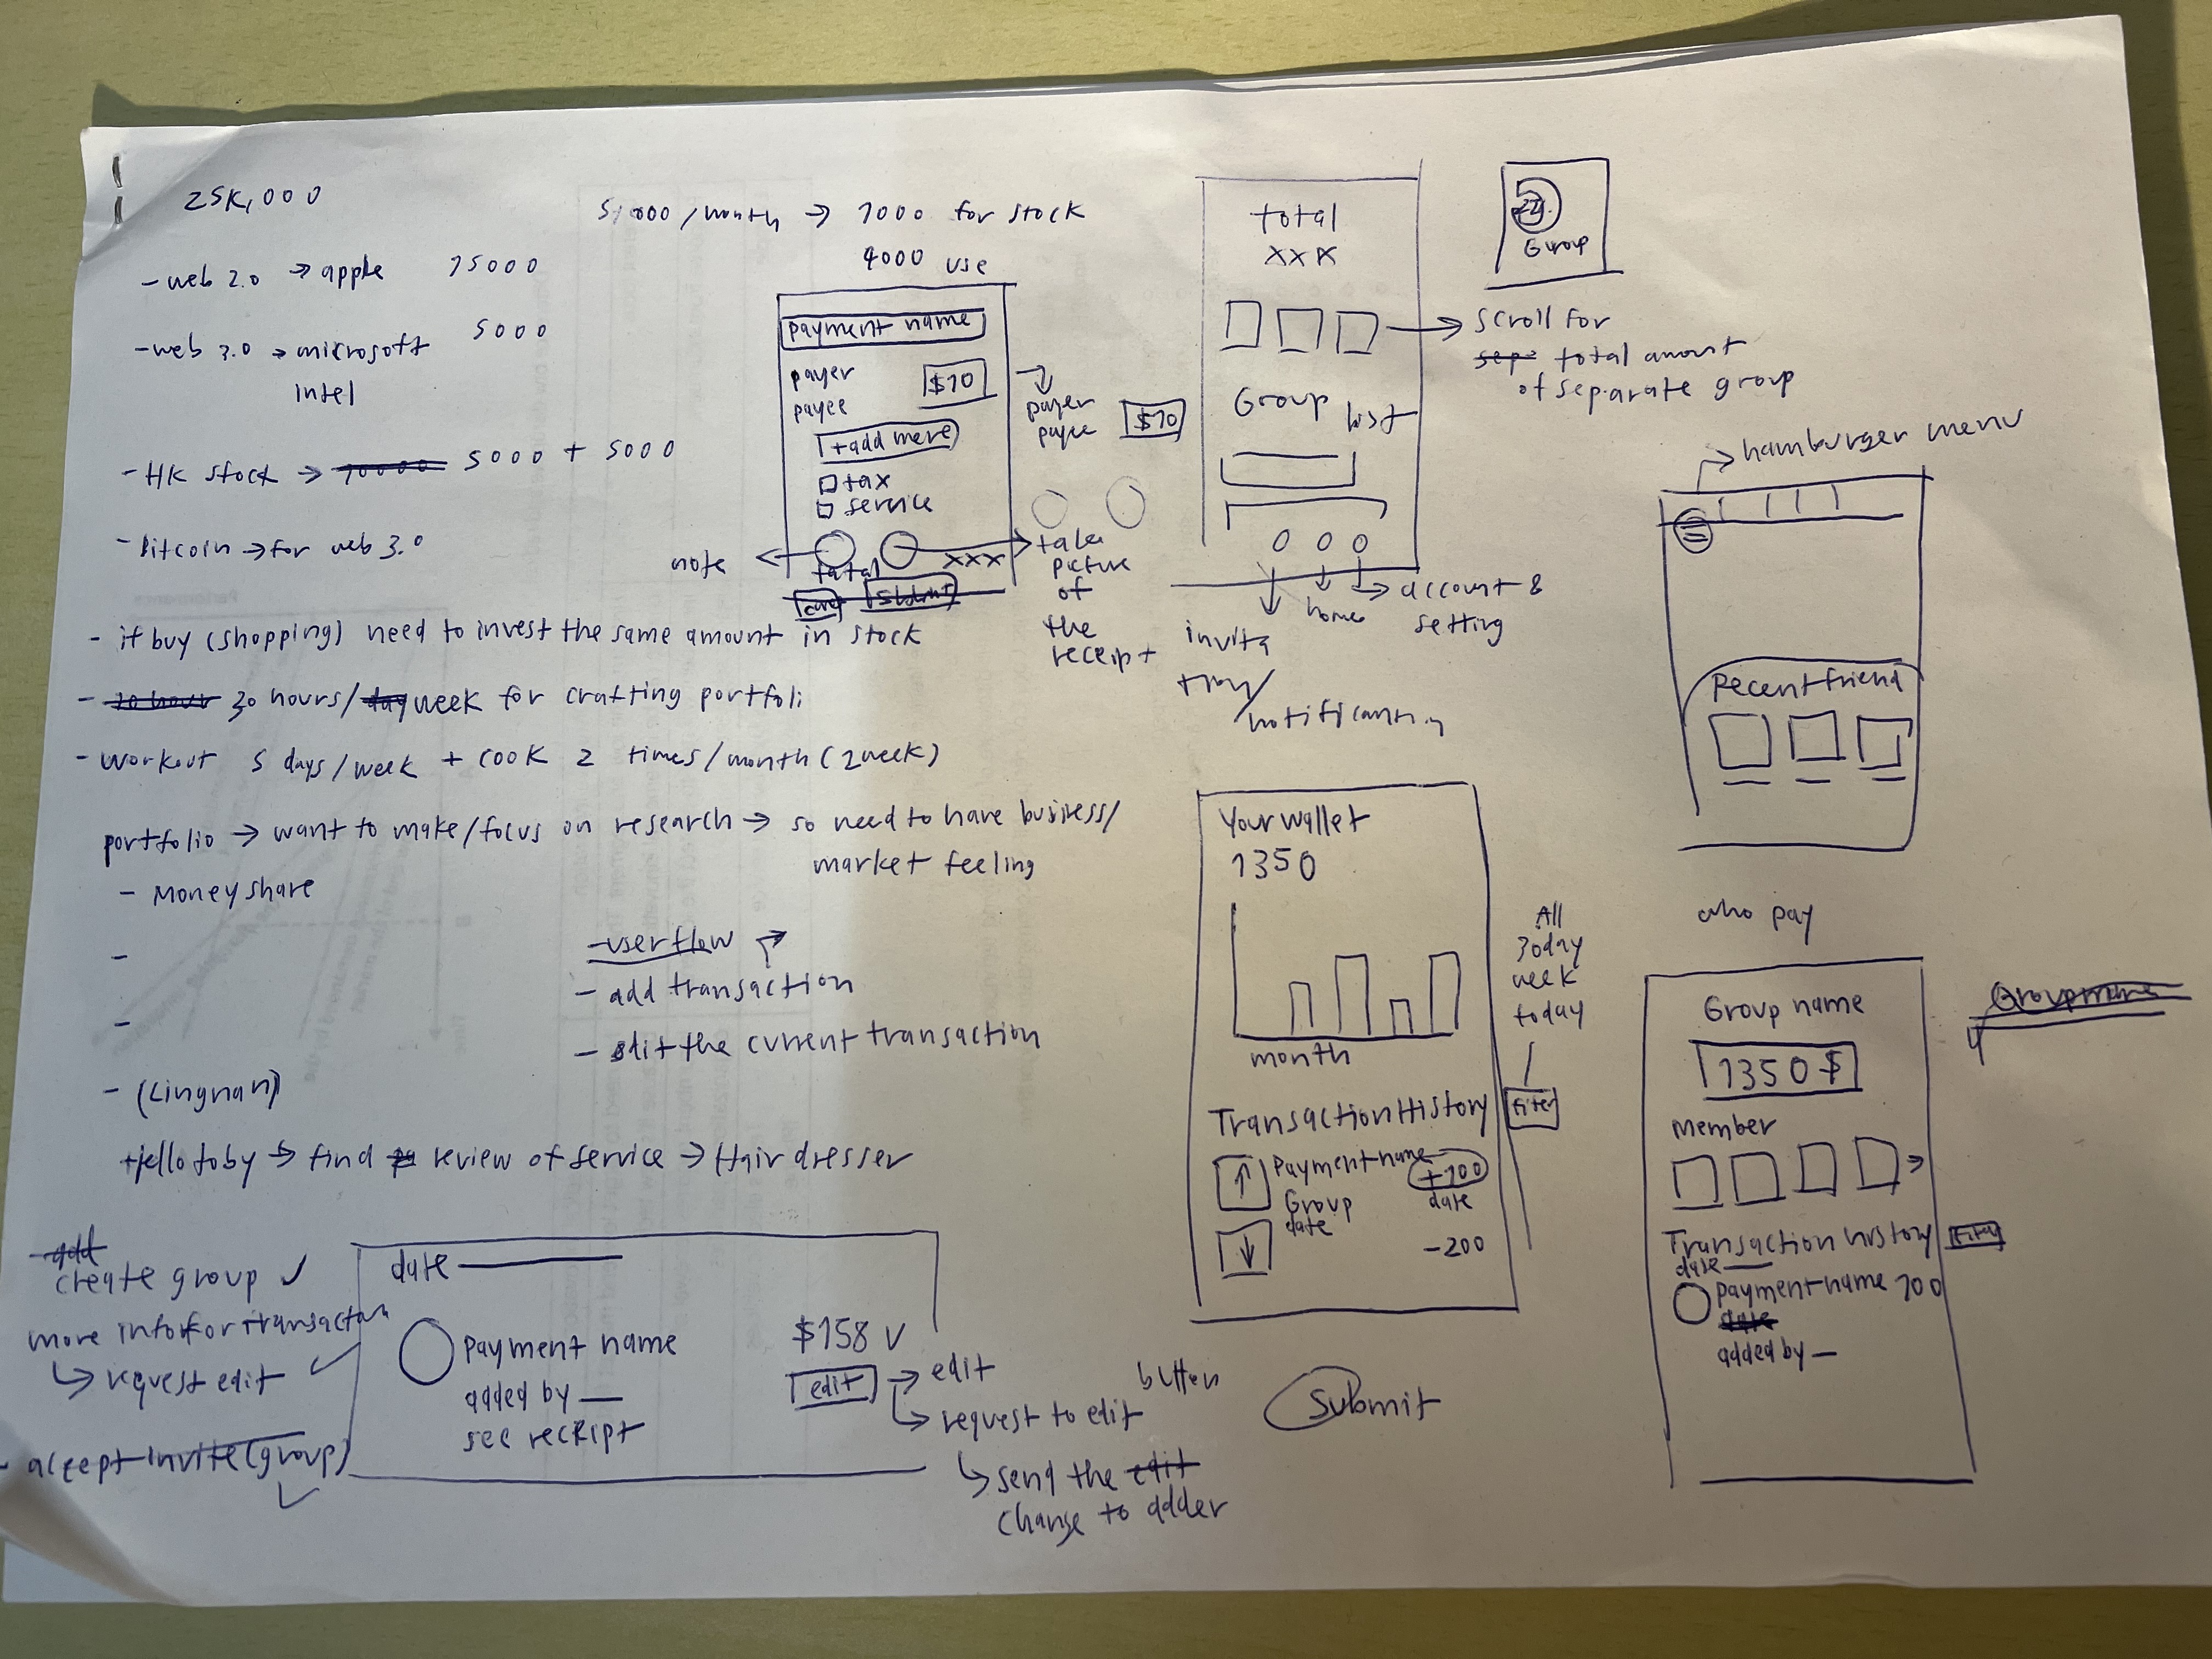 25K,000
- web 2.0 → apple 15000
- web 3.0 → microsoft 5000
intel
- HK stock → 10000 5000 + 5000
- Bitcoin → for web 3.0
- if buy (shopping) need to invest the same amount in stock
- 20 hour 30 hours/day week for crafting portfoli
- workout 5 days/week + cook 2 times/month (2week)
portfolio → want to make/focus on research → so need to have business/
market feeling
- Money share
-
-
- (Lingnan)
Hello toby → find review of service → Hair dresser
- user flow
- add transaction
- edit the current transaction
5,000/month → 1000 for stock
4000 use
payment name
payer
payee
$10
+add more
tax
service
note
total
xxx
submit
payer
payee
$10
take
picture
of
the
receipt
total
xxx
Group
list
invita
tion/
notification
home
account &
setting
Group
scroll for
sep total amount
of separate group
hamburger menu
Recent friend
Your wallet
1350
month
All
30day
week
today
Transaction History
Filter
Payment name
+100
Group
date
date
-200
submit
who pay
Group name
Group name
1350$
Member
Transaction history
Filter
date
payment name 100
date
added by —
add
create group ✓
more info for transaction
↳ request edit ✓
- accept invite (group)
✓
date
payment name
$158 v
added by —
edit
see receipt
→ edit
button
↳ request to edit
↳ send the edit
change to adder